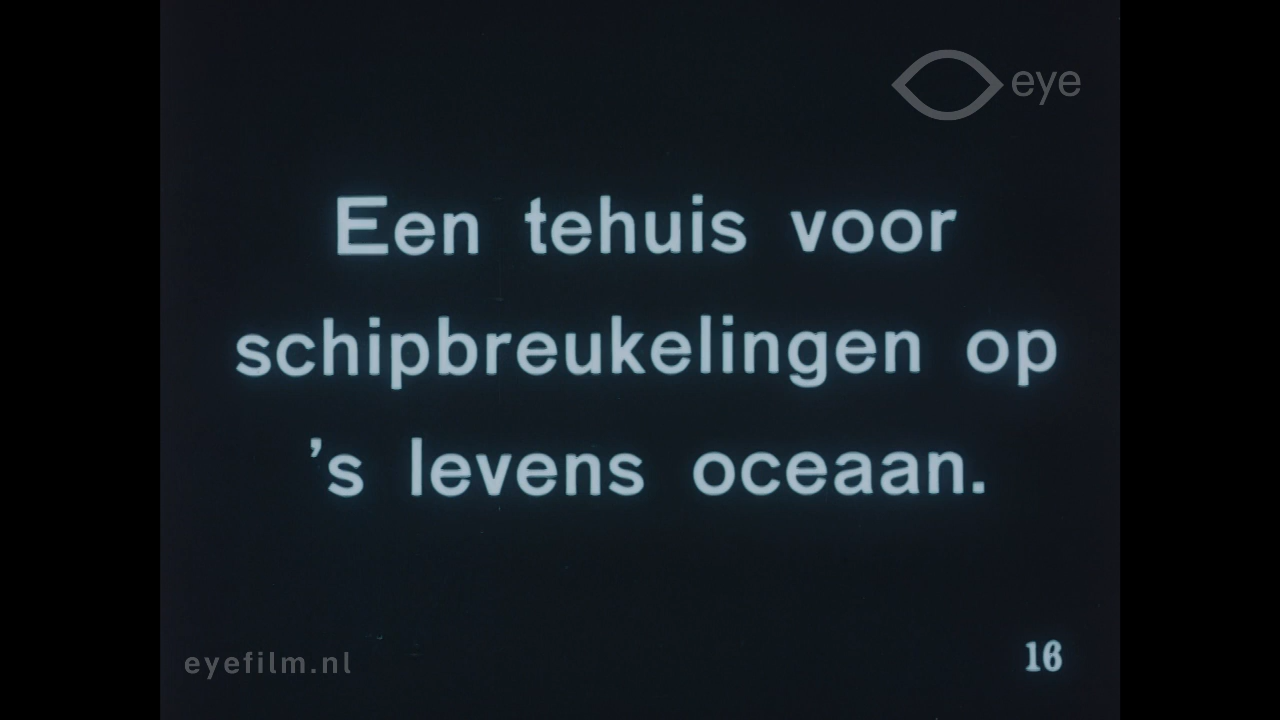 eye
Een tehuis voor
schipbreukelingen op
's levens oceaan.
eyefilm.nl
16